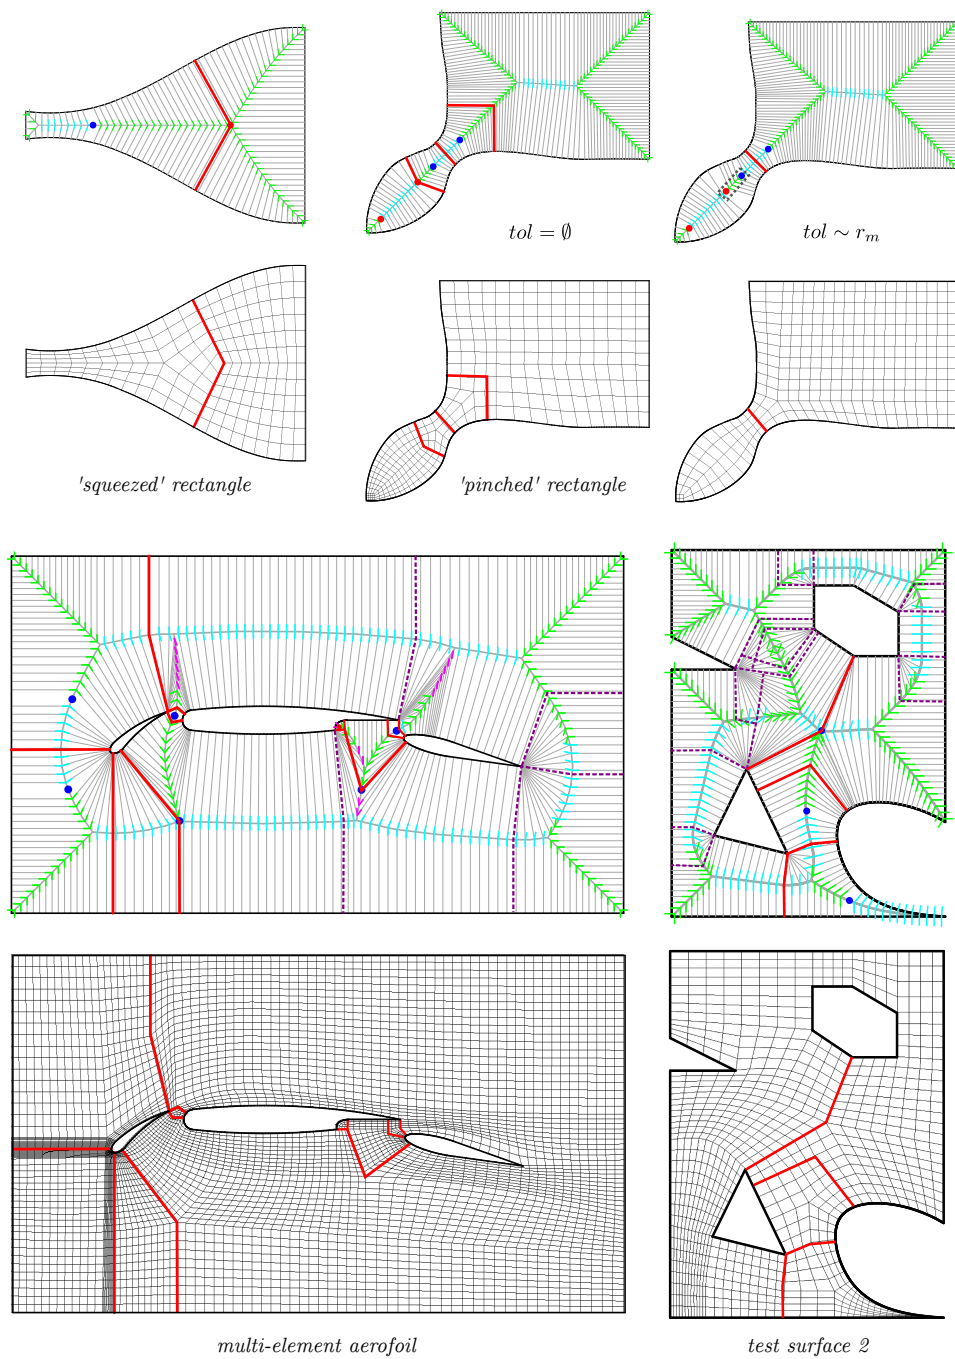 tol = ∅
tol ∼ r_m
'squeezed' rectangle
'pinched' rectangle
multi-element aerofoil
test surface 2